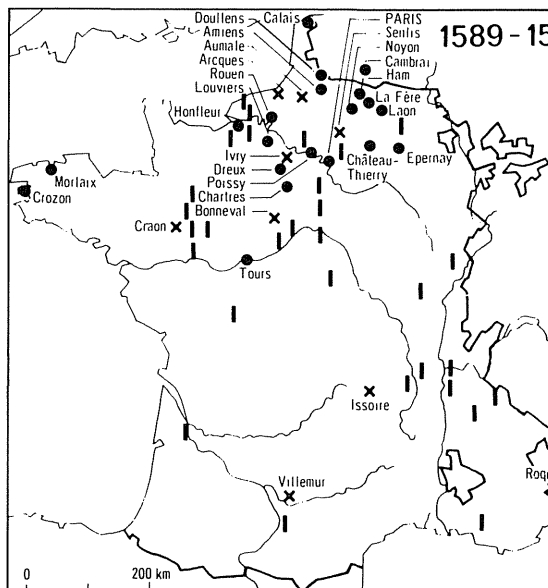 Doullens Calais PARIS
Amiens Senlis
Aumale Noyon
Arcques Cambrai
Rouen Ham
Louviers La Fère
Laon
Honfleur
1589-15
Ivry
Dreux
Poissy
Chartres
Bonneval
Château-
Thierry
Epernay
Morlaix
Crozon
Craon
Tours
Issoire
Villemur
Roqu
0 200 km